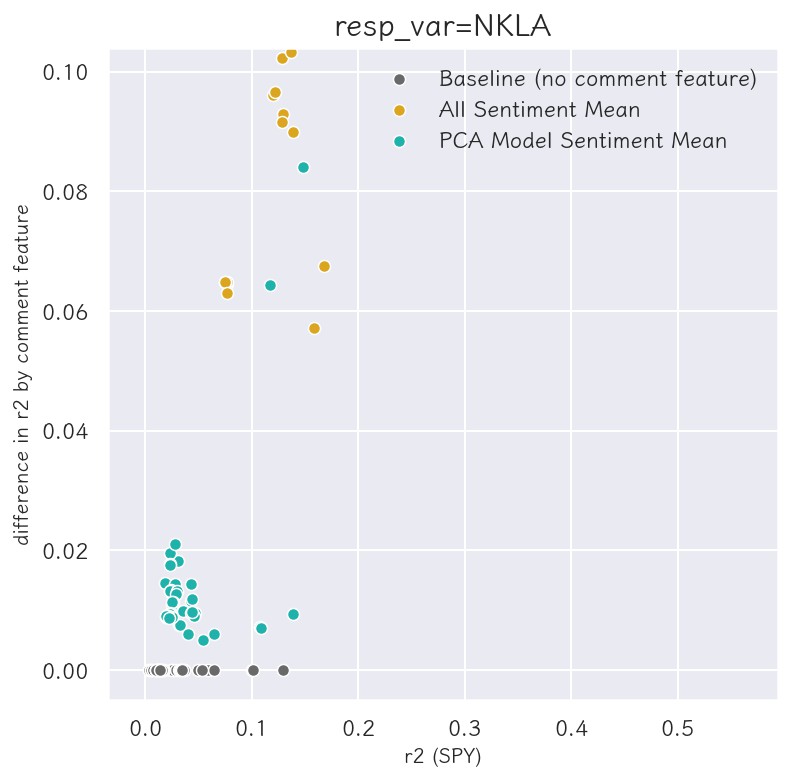 resp_var=NKLA
Baseline (no comment feature)
All Sentiment Mean
PCA Model Sentiment Mean
difference in r2 by comment feature
0.10
0.08
0.06
0.04
0.02
0.00
0.0 0.1 0.2 0.3 0.4 0.5
r2 (SPY)